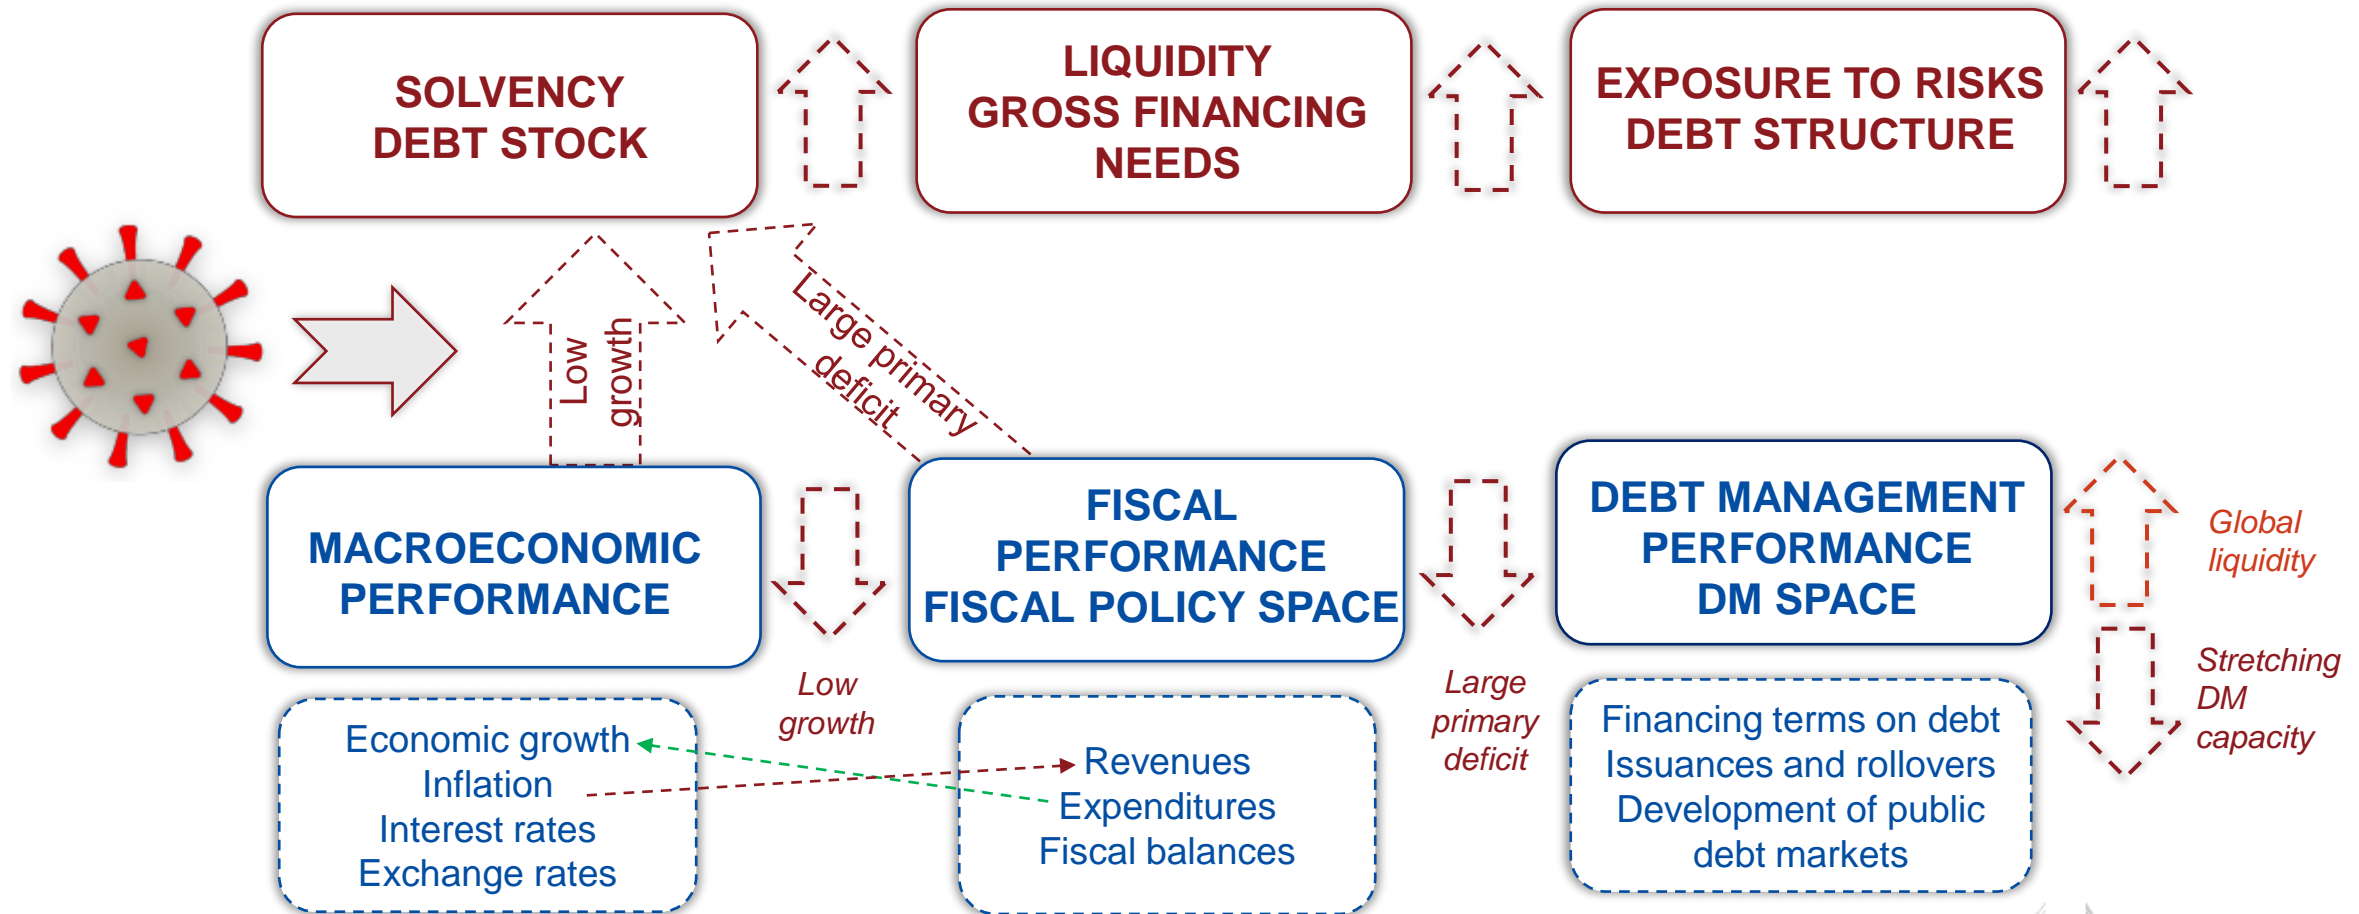 SOLVENCY
DEBT STOCK
LIQUIDITY
GROSS FINANCING
NEEDS
EXPOSURE TO RISKS
DEBT STRUCTURE
Low
growth
Large primary
deficit
MACROECONOMIC
PERFORMANCE
Low
growth
FISCAL
PERFORMANCE
FISCAL POLICY SPACE
Large
primary
deficit
DEBT MANAGEMENT
PERFORMANCE
DM SPACE
Global
liquidity
Stretching
DM
capacity
Economic growth
Inflation
Interest rates
Exchange rates
Revenues
Expenditures
Fiscal balances
Financing terms on debt
Issuances and rollovers
Development of public
debt markets